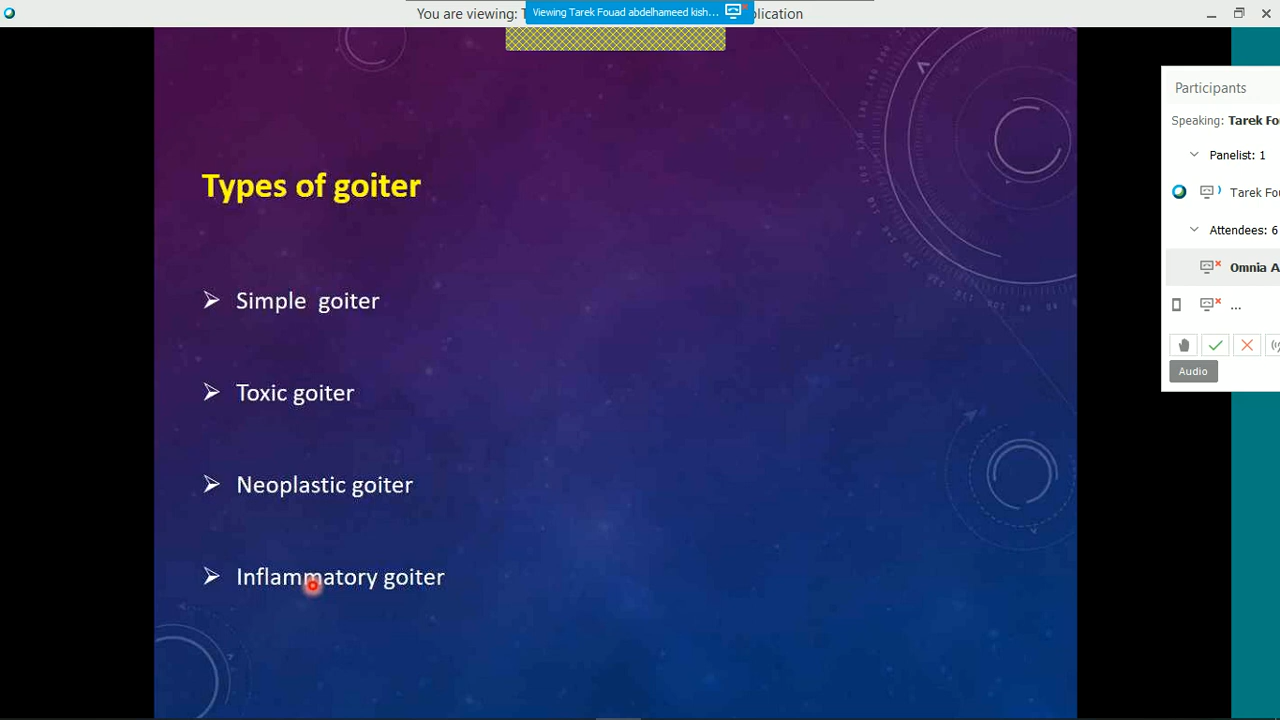 You are viewing: T
Viewing Tarek Fouad abdelhameed kish...
plication
Types of goiter
Simple goiter
Toxic goiter
Neoplastic goiter
Inflammatory goiter
Participants
Speaking: Tarek Fo
Panelist: 1
Tarek Fo
Attendees: 6
Omnia A
...
Audio